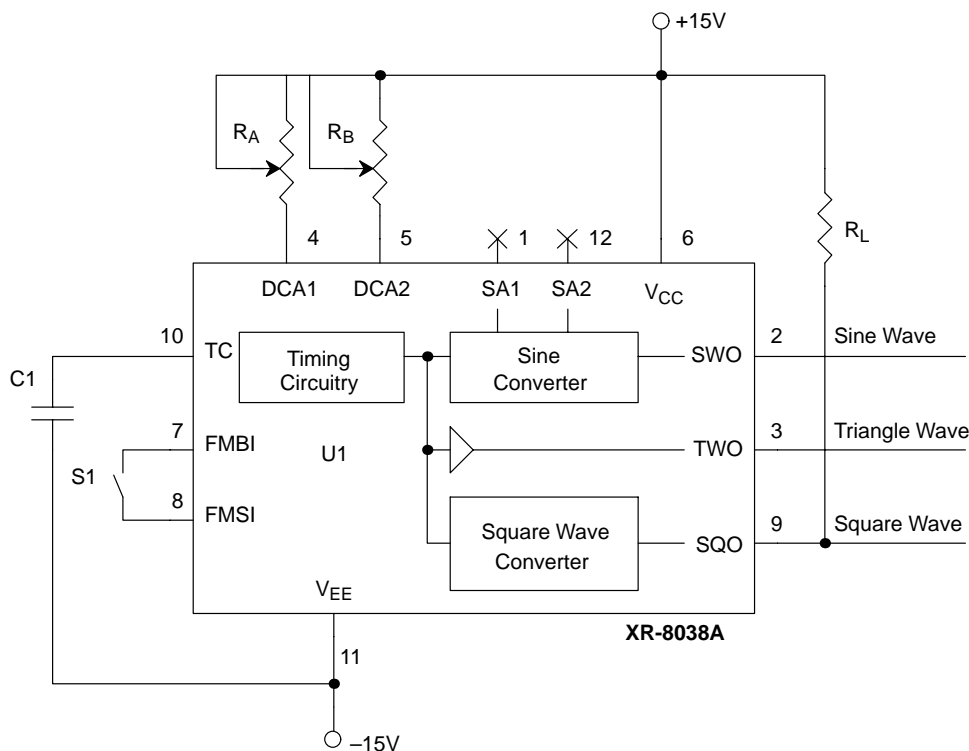 +15V
RA
RB
4
5
1
12
6
RL
DCA1
DCA2
SA1
SA2
VCC
10
TC
Timing
Circuitry
Sine
Converter
SWO
2
Sine Wave
C1
7
FMBI
U1
TWO
3
Triangle Wave
S1
8
FMSI
Square Wave
Converter
SQO
9
Square Wave
VEE
XR-8038A
11
–15V